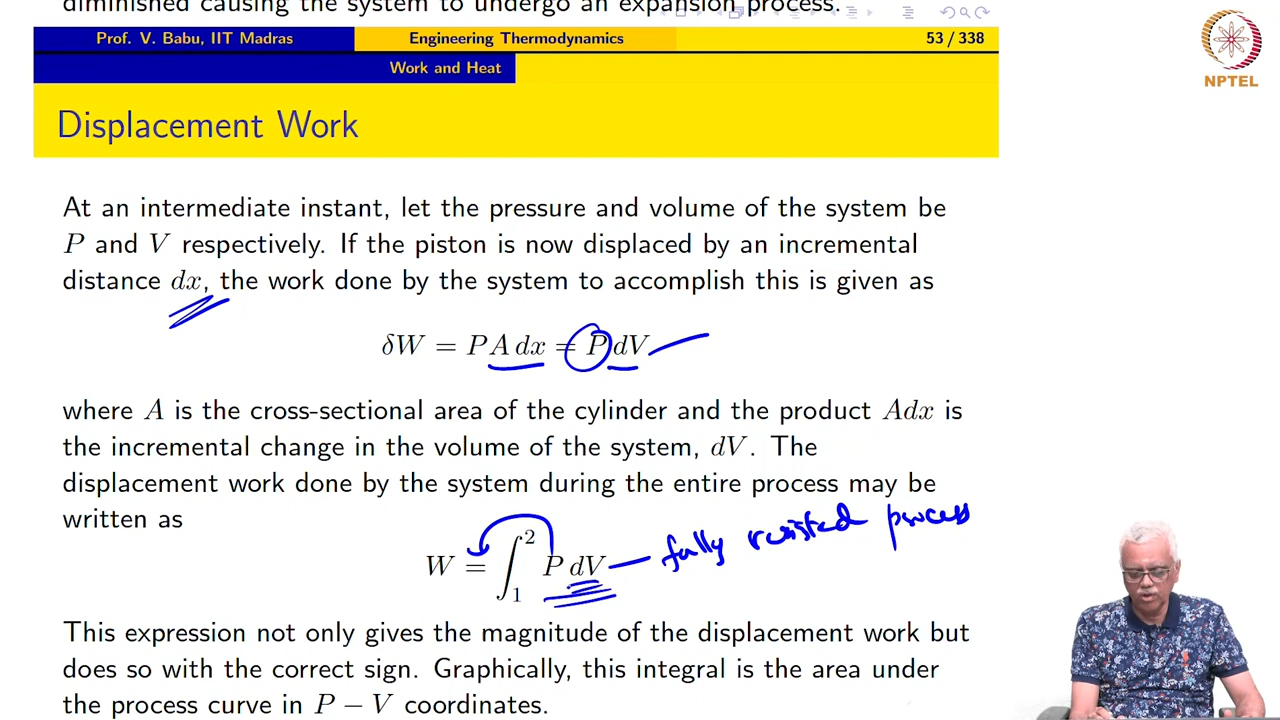 diminished causing the system to undergo an expansion process.
Prof. V. Babu, IIT Madras Engineering Thermodynamics 53 / 338
Work and Heat
NPTEL
Displacement Work
At an intermediate instant, let the pressure and volume of the system be
P and V respectively. If the piston is now displaced by an incremental
distance dx, the work done by the system to accomplish this is given as
δW = P A dx = P dV
where A is the cross-sectional area of the cylinder and the product Adx is
the incremental change in the volume of the system, dV. The
displacement work done by the system during the entire process may be
written as
W = ∫₁² P dV — fully resisted process
This expression not only gives the magnitude of the displacement work but
does so with the correct sign. Graphically, this integral is the area under
the process curve in P − V coordinates.